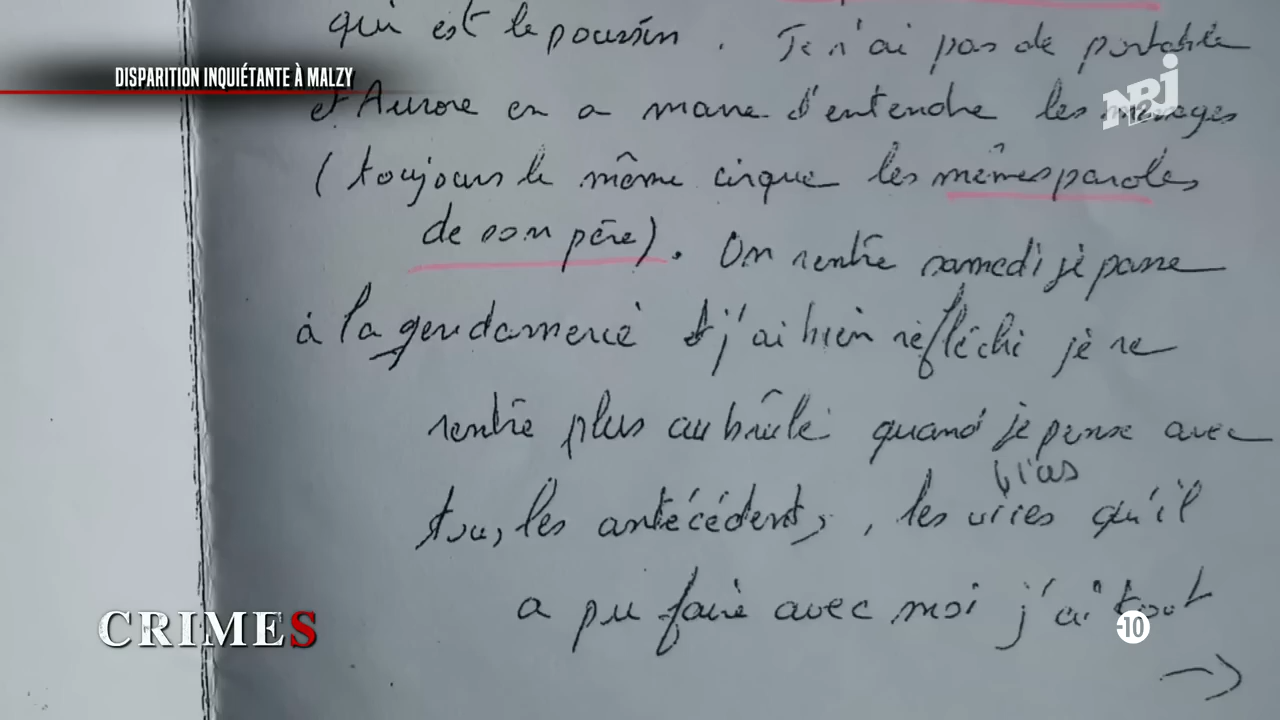 qui est le poussin. Je n'ai pas de portable
DISPARITION INQUIÉTANTE À MALZY
NRJ12
et Aurore en a marre d'entendre les messages
(toujours le même cirque les mêmes paroles
de son père). On rentre samedi je passe
à la gendarmerie et j'ai bien réfléchi je ne
rentre plus au brûlé quand je pense avec
tous les antécédents, les vices qu'il
vices
a pu faire avec moi j'ai tout
→
CRIMES
-10